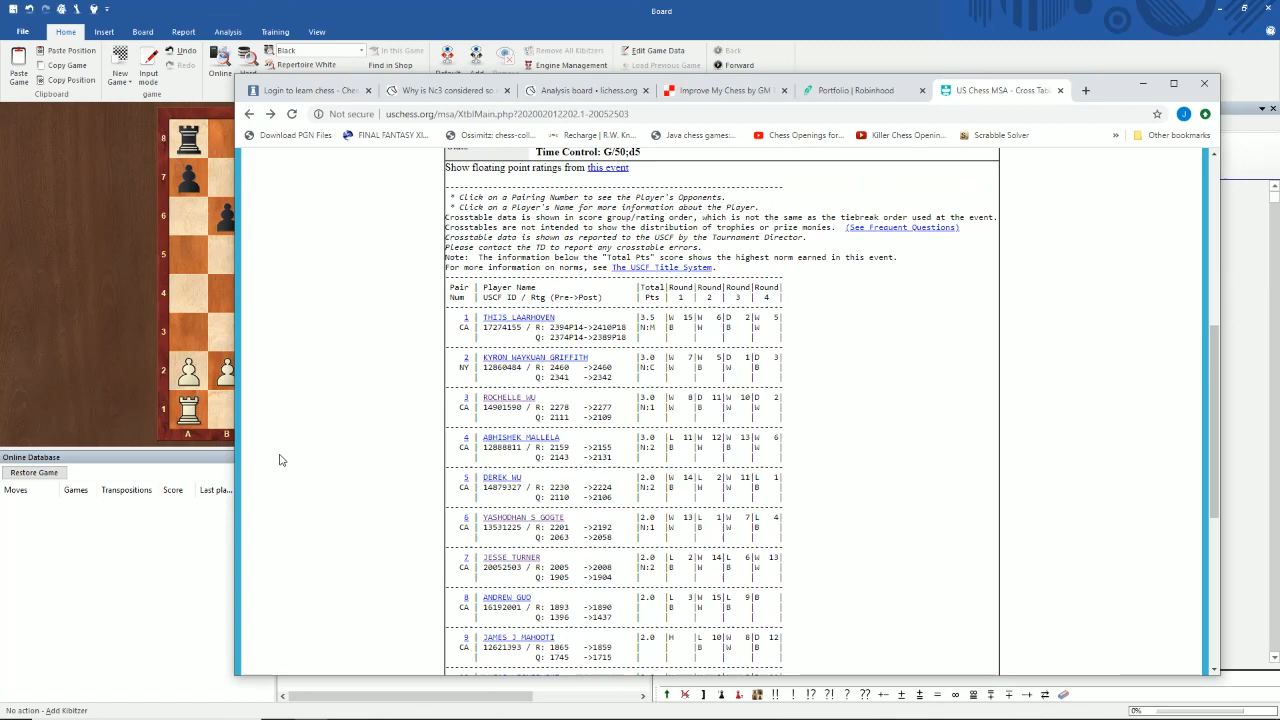 Board
File Home Insert Board Report Analysis Training View
Paste Game
Paste Position
Copy Game
Copy Position
Clipboard
New Game
Input mode
Undo
Redo
game
Online
Black
Repertoire White
In this Game
Find in Shop
Default
Add
Remove All Kibitzers
Engine Management
Edit Game Data
Load Previous Game
Back
Forward
Why is Nc3 considered so
Analysis board • lichess.org
Improve My Chess by GM I
Portfolio | Robinhood
US Chess MSA - Cross Tab
Not secure | uschess.org/msa/XtblMain.php?202002012202.1-20052503
J
Download PGN Files FINAL FANTASY XI... Ossimitz: chess-coll... Recharge | R.W. Kn... Java chess games:... Chess Openings for... Chess Openin... Scrabble Solver » Other bookmarks
Time Control: G/50;d5
Show floating point ratings from this event
* Click on a Pairing Number to see the Player's Opponents.
* Click on a Player's Name for more information about the Player.
Crosstable data is shown in score group/rating order, which is not the same as the tiebreak order used at the event.
Crosstables are not intended to show the distribution of trophies or prize monies. (See Frequent Questions)
Crosstable data is shown as reported to the USCF by the Tournament Director.
Please contact the TD to report any crosstable errors.
Note: The information below the "Total Pts" score shows the highest norm earned in this event.
For more information on norms, see The USCF Title System.
Pair | Player Name |Total|Round|Round|Round|Round|
Num | USCF ID / Rtg (Pre->Post) | Pts | 1 | 2 | 3 | 4 |
1 | THIJS LAARHOVEN |3.5 |W 15|W 6|D 2|W 5|
CA | 17274155 / R: 2394P14->2410P18 |N:M |B |W |B |W |
| Q: 2374P14->2389P18 | | | | | |
2 | KYRON WAYKUAN GRIFFITH |3.0 |W 7|W 5|D 1|D 3|
NY | 12860484 / R: 2460 ->2460 |N:C |W |B |W |B |
| Q: 2341 ->2342 | | | | | |
3 | ROCHELLE WU |3.0 |W 8|D 11|W 10|D 2|
CA | 14901590 / R: 2278 ->2277 |N:1 |W |B |W |W |
| Q: 2111 ->2109 | | | | | |
4 | ABHISHEK MALLELA |3.0 |L 11|W 12|W 13|W 6|
CA | 12888811 / R: 2159 ->2155 |N:2 |W |B |B |W |
| Q: 2143 ->2131 | | | | | |
5 | DEREK WU |2.0 |W 14|L 2|W 11|L 1|
CA | 14879327 / R: 2230 ->2224 |N:2 |B |W |W |B |
| Q: 2110 ->2106 | | | | | |
6 | YASHODHAN S GOGTE |2.0 |W 13|L 1|W 7|L 4|
CA | 13531225 / R: 2201 ->2192 |N:1 |W |B |W |B |
| Q: 2063 ->2058 | | | | | |
7 | JESSE TURNER |2.0 |L 2|W 14|L 6|W 13|
CA | 20052503 / R: 2005 ->2008 |N:2 |B |W |B |W |
| Q: 1905 ->1904 | | | | | |
8 | ANDREW GUO |2.0 |L 3|W 15|L 9|B |
CA | 16192001 / R: 1893 ->1890 | |B |W |B | |
| Q: 1396 ->1437 | | | | | |
9 | JAMES J MAHOOTI |2.0 |H |L 10|W 8|D 12|
CA | 12621393 / R: 1865 ->1859 | | |B |W |B |
| Q: 1745 ->1715 | | | | | |
8
7
6
5
4
3
2
1
A B
Online Database
Restore Game
Moves Games Transpositions Score Last pla...
!! ! !? ?! ? ?? +- ± ± = ∞ → ⇄
No action - Add Kibitzer
0%